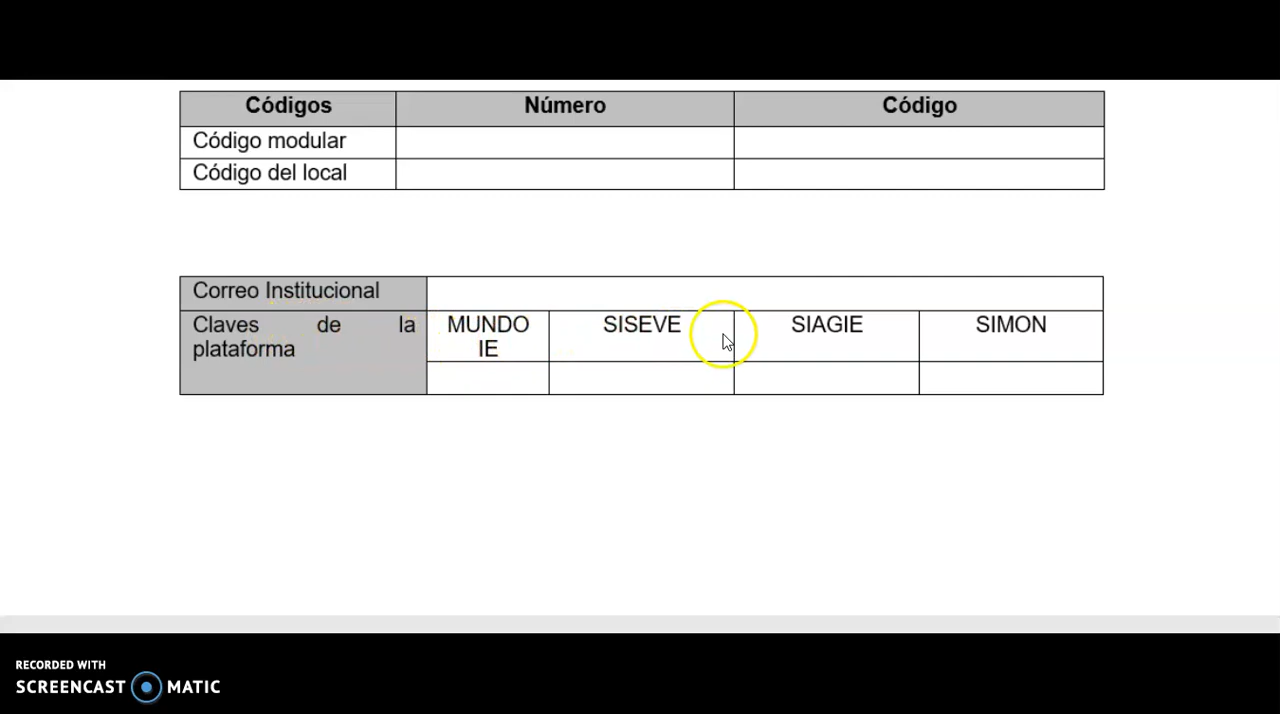 Códigos Número Código
Código modular
Código del local
Correo Institucional
Claves de la MUNDO SISEVE SIAGIE SIMON
plataforma IE
RECORDED WITH
SCREENCAST MATIC